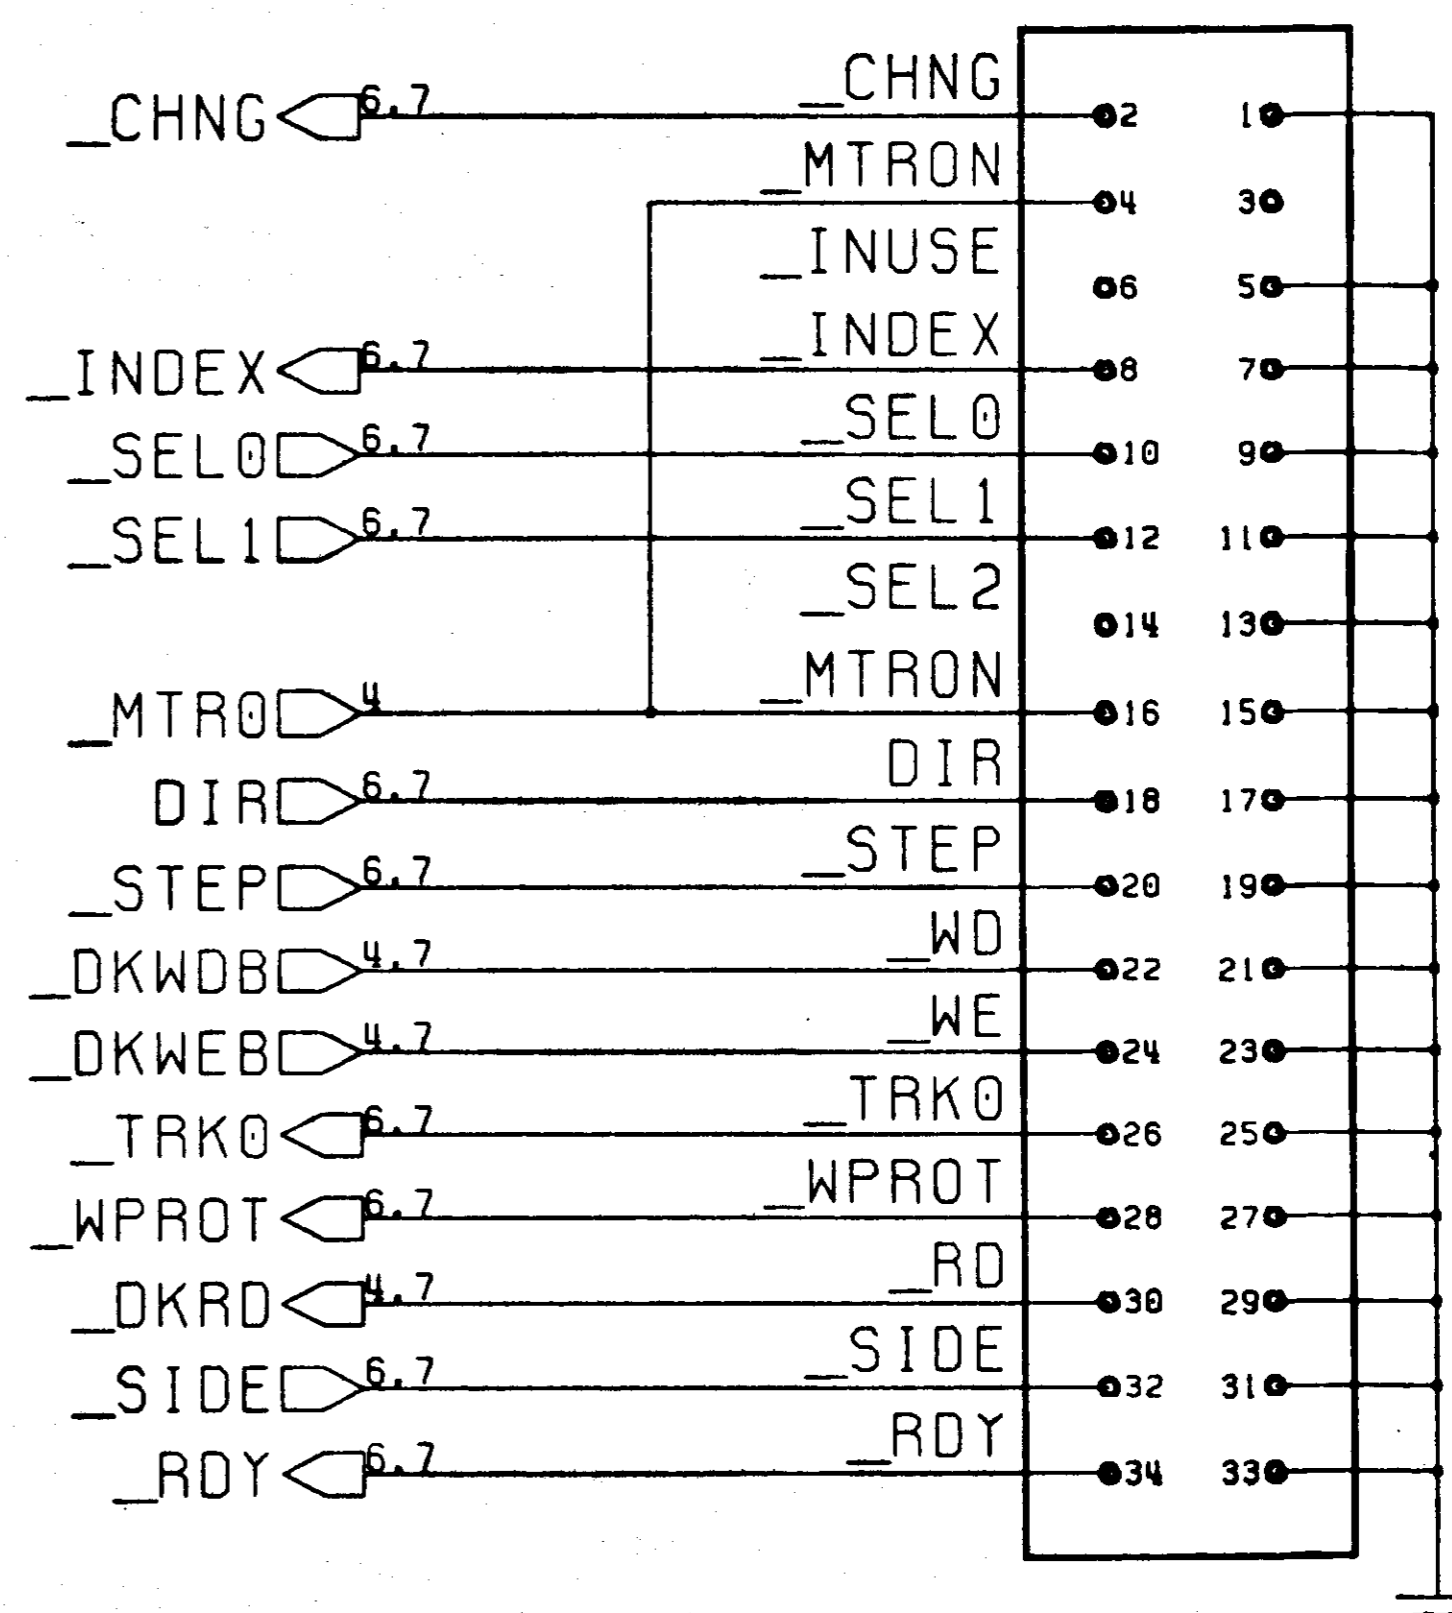 _CHNG 6.7 _CHNG 2 1
_MTRON 4 3
_INUSE 6 5
_INDEX 6.7 _INDEX 8 7
_SEL0 6.7 _SEL0 10 9
_SEL1 6.7 _SEL1 12 11
_SEL2 14 13
_MTR0 4 _MTRON 16 15
DIR 6.7 DIR 18 17
_STEP 6.7 _STEP 20 19
_DKWDB 4.7 _WD 22 21
_DKWEB 4.7 _WE 24 23
_TRK0 6.7 _TRK0 26 25
_WPROT 6.7 _WPROT 28 27
_DKRD 4.7 _RD 30 29
_SIDE 6.7 _SIDE 32 31
_RDY 6.7 _RDY 34 33